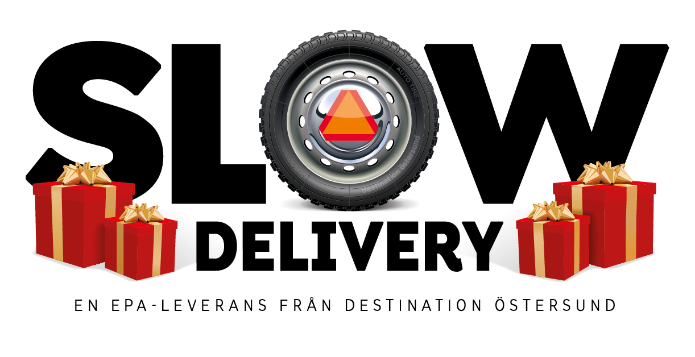 SLOW
DELIVERY
EN EPA-LEVERANS FRÅN DESTINATION ÖSTERSUND